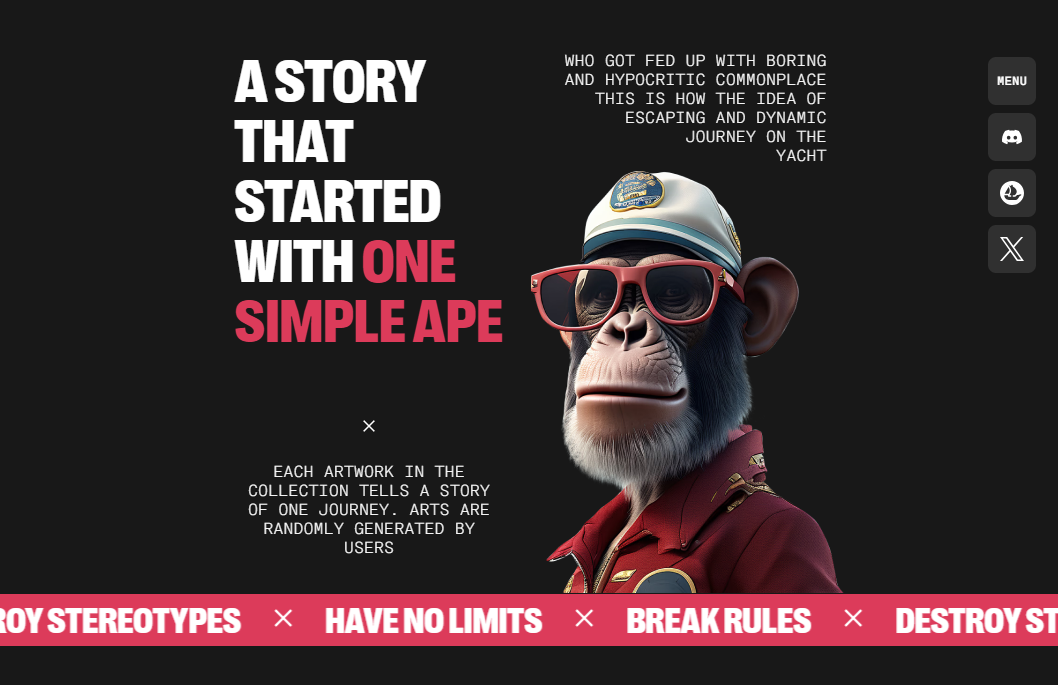 A STORY
THAT
STARTED
WITH ONE
SIMPLE APE
WHO GOT FED UP WITH BORING
AND HYPOCRITIC COMMONPLACE
THIS IS HOW THE IDEA OF
ESCAPING AND DYNAMIC
JOURNEY ON THE
YACHT
MENU
EACH ARTWORK IN THE
COLLECTION TELLS A STORY
OF ONE JOURNEY. ARTS ARE
RANDOMLY GENERATED BY
USERS
ROY STEREOTYPES × HAVE NO LIMITS × BREAK RULES × DESTROY ST